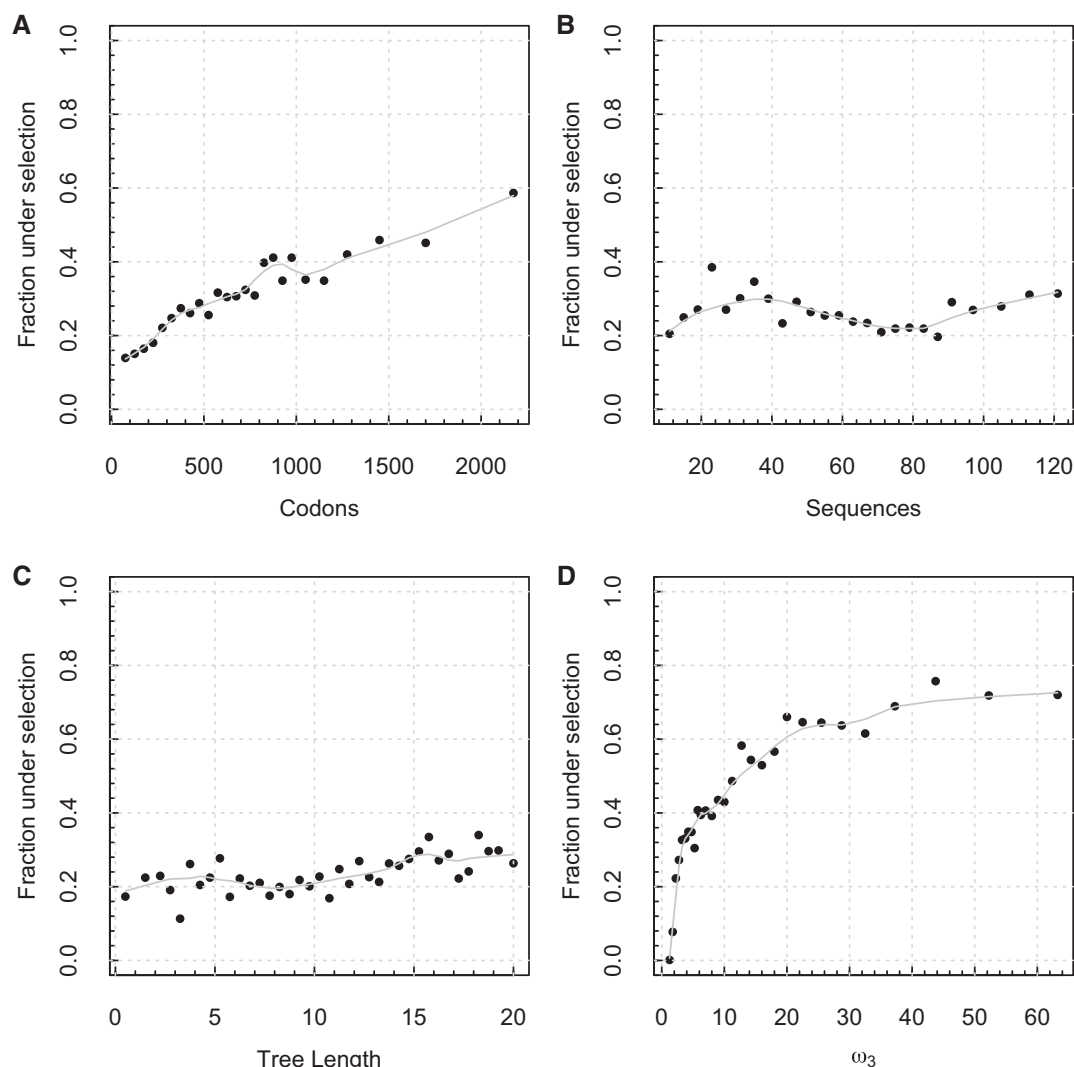 A
Fraction under selection
0.0 0.2 0.4 0.6 0.8 1.0
0 500 1000 1500 2000
Codons
B
Fraction under selection
0.0 0.2 0.4 0.6 0.8 1.0
20 40 60 80 100 120
Sequences
C
Fraction under selection
0.0 0.2 0.4 0.6 0.8 1.0
0 5 10 15 20
Tree Length
D
Fraction under selection
0.0 0.2 0.4 0.6 0.8 1.0
0 10 20 30 40 50 60
ω3